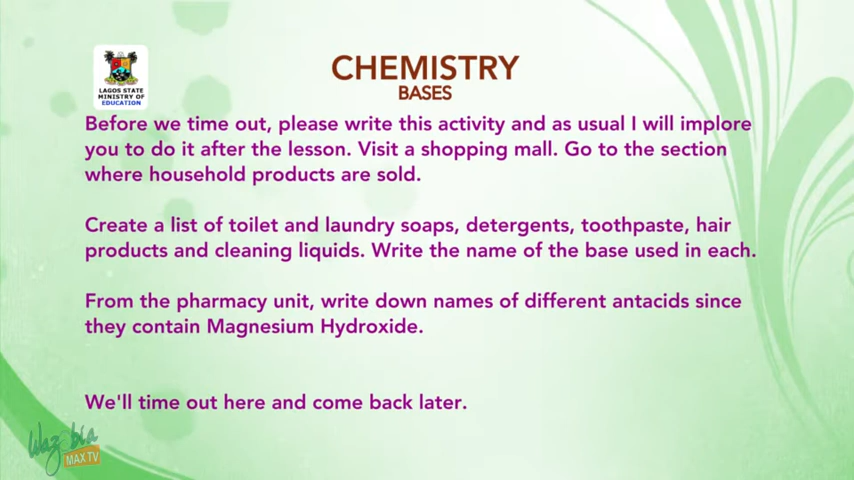 LAGOS STATE
MINISTRY OF
EDUCATION
CHEMISTRY
BASES
Before we time out, please write this activity and as usual I will implore
you to do it after the lesson. Visit a shopping mall. Go to the section
where household products are sold.
Create a list of toilet and laundry soaps, detergents, toothpaste, hair
products and cleaning liquids. Write the name of the base used in each.
From the pharmacy unit, write down names of different antacids since
they contain Magnesium Hydroxide.
We'll time out here and come back later.
Wazobia
MAX TV